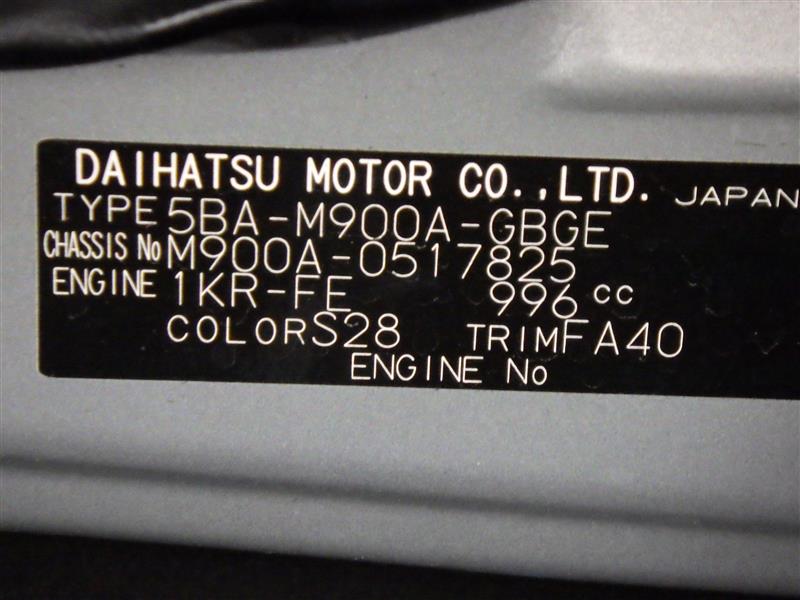 DAIHATSU MOTOR CO.,LTD. JAPAN
TYPE 5BA-M900A-GBGE
CHASSIS No M900A-0517825
ENGINE 1KR-FE 996 cc
COLOR S28 TRIM FA40
ENGINE No